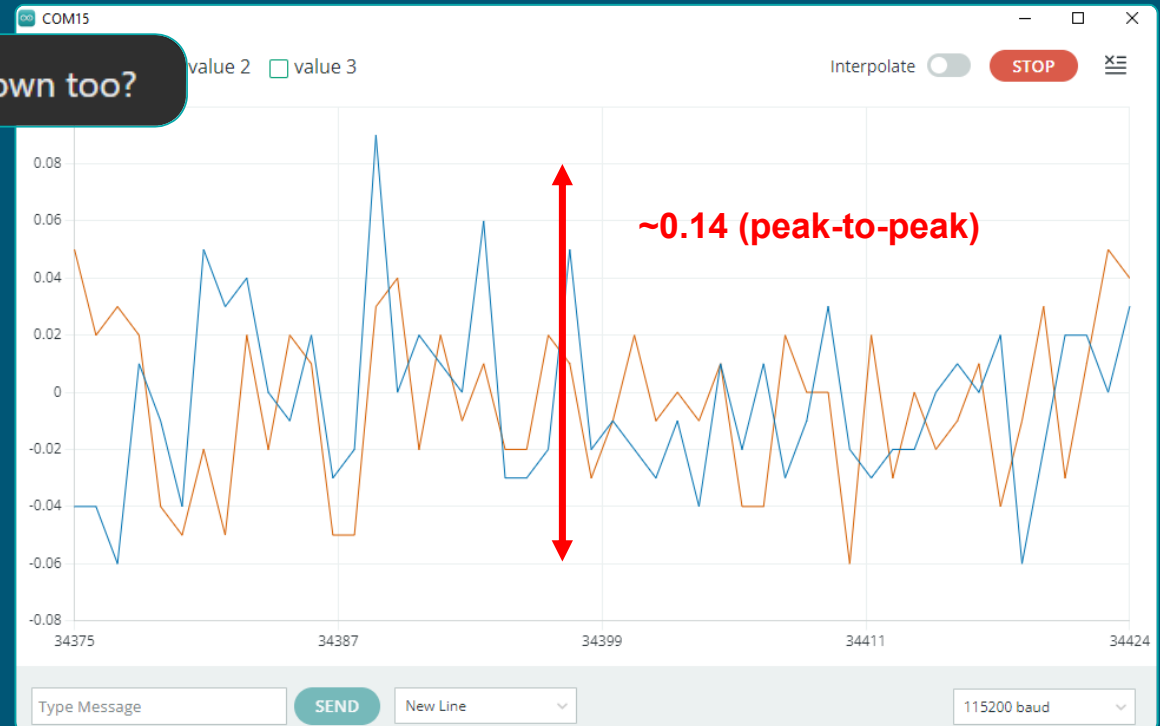 COM15
own too?
value 2
value 3
Interpolate
STOP
0.08
0.06
0.04
0.02
0
-0.02
-0.04
-0.06
-0.08
~0.14 (peak-to-peak)
34375
34387
34399
34411
34424
Type Message
SEND
New Line
115200 baud